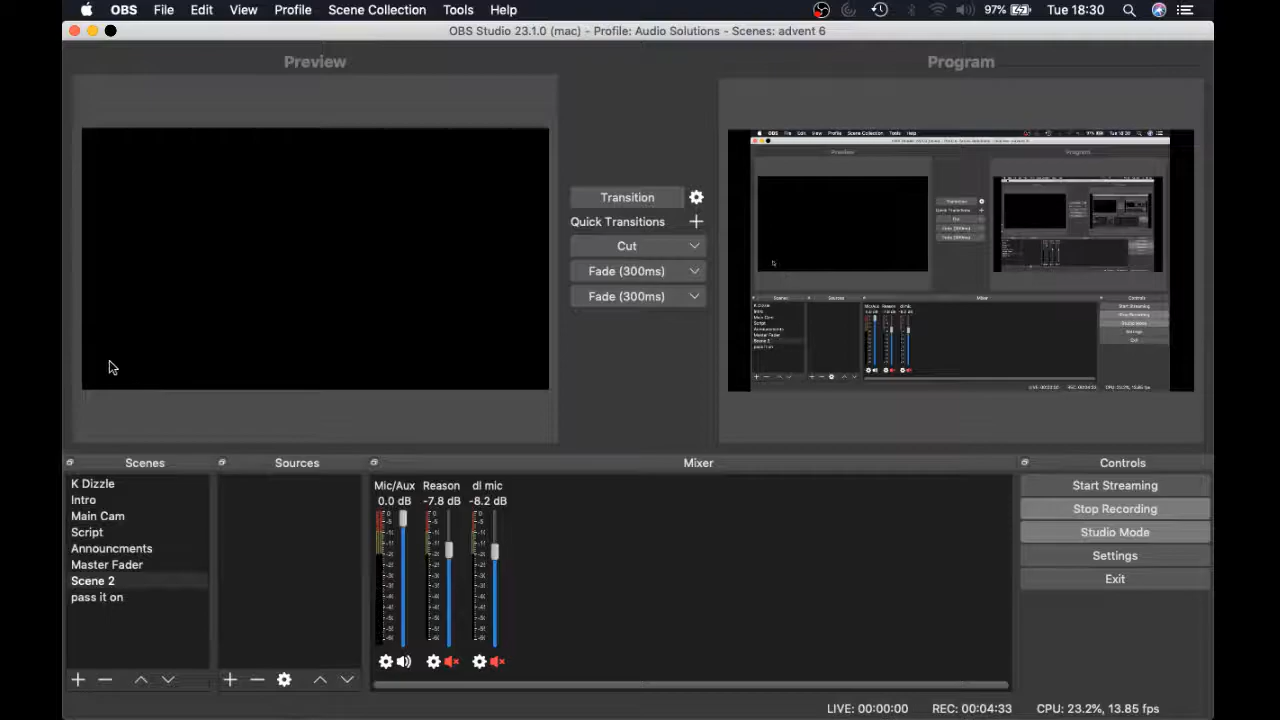 OBS File Edit View Profile Scene Collection Tools Help 97% Tue 18:30
OBS Studio 23.1.0 (mac) - Profile: Audio Solutions - Scenes: advent 6
Preview
Program
Transition
Quick Transitions
Cut
Fade (300ms)
Fade (300ms)
Scenes
Sources
Mixer
Controls
K Dizzle
Intro
Main Cam
Script
Announcments
Master Fader
Scene 2
pass it on
Mic/Aux Reason dl mic
0.0 dB -7.8 dB -8.2 dB
Start Streaming
Stop Recording
Studio Mode
Settings
Exit
LIVE: 00:00:00 REC: 00:04:33 CPU: 23.2%, 13.85 fps